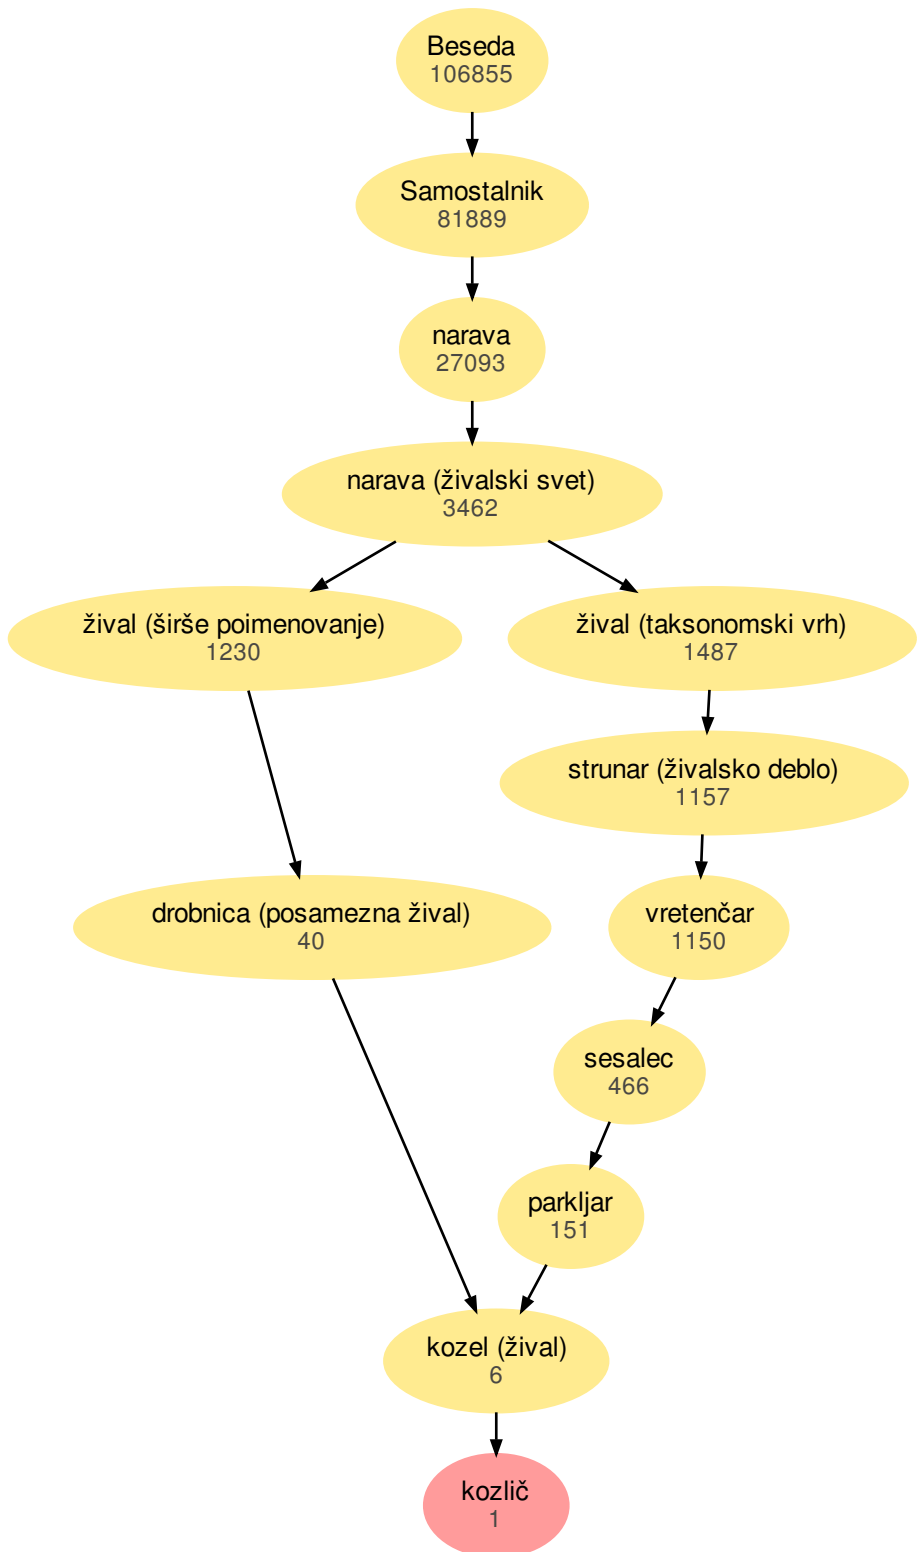 Beseda
106855
Samostalnik
81889
narava
27093
narava (živalski svet)
3462
žival (širše poimenovanje)
1230
žival (taksonomski vrh)
1487
strunar (živalsko deblo)
1157
drobnica (posamezna žival)
40
vretenčar
1150
sesalec
466
parkljar
151
kozel (žival)
6
kozlič
1